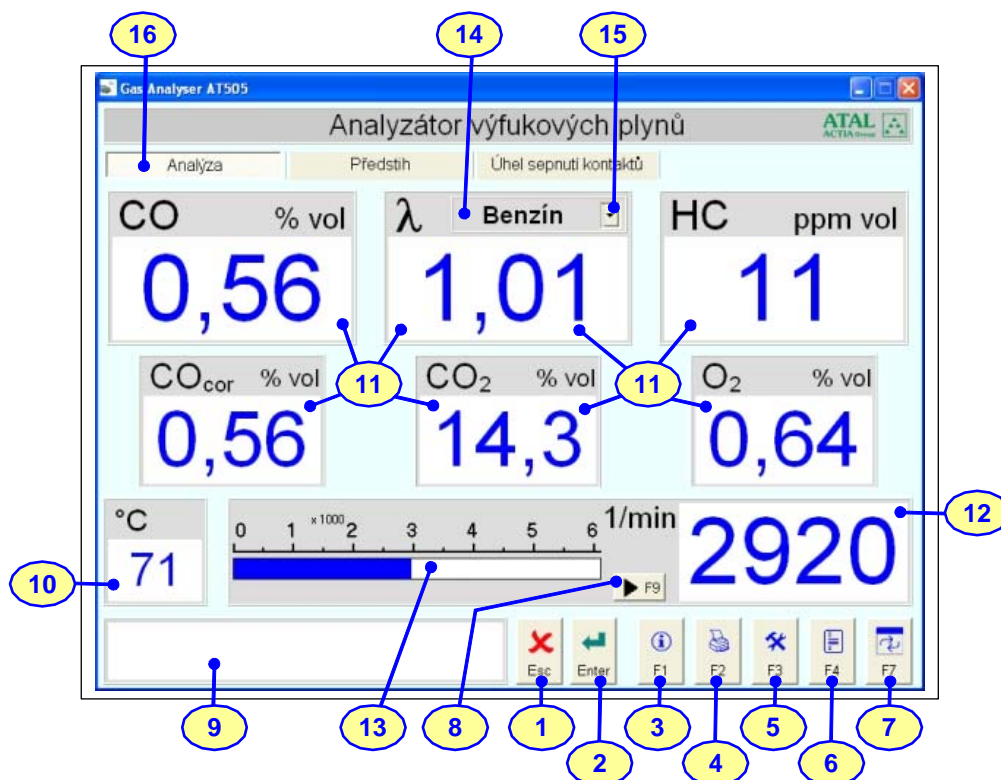 16 14 15
Gas Analyser AT505
Analyzátor výfukových plynů
ATAL
ACTIA Group
Analýza Předstih Úhel sepnutí kontaktů
CO % vol
0,56
λ Benzín
1,01
HC ppm vol
11
11 11
COcor % vol
0,56
CO2 % vol
14,3
O2 % vol
0,64
°C
71
10
0 1 x 1000 2 3 4 5 6
1/min
2920
12
F9
Esc Enter F1 F2 F3 F4 F7
9 13 8 1 2 3 4 5 6 7